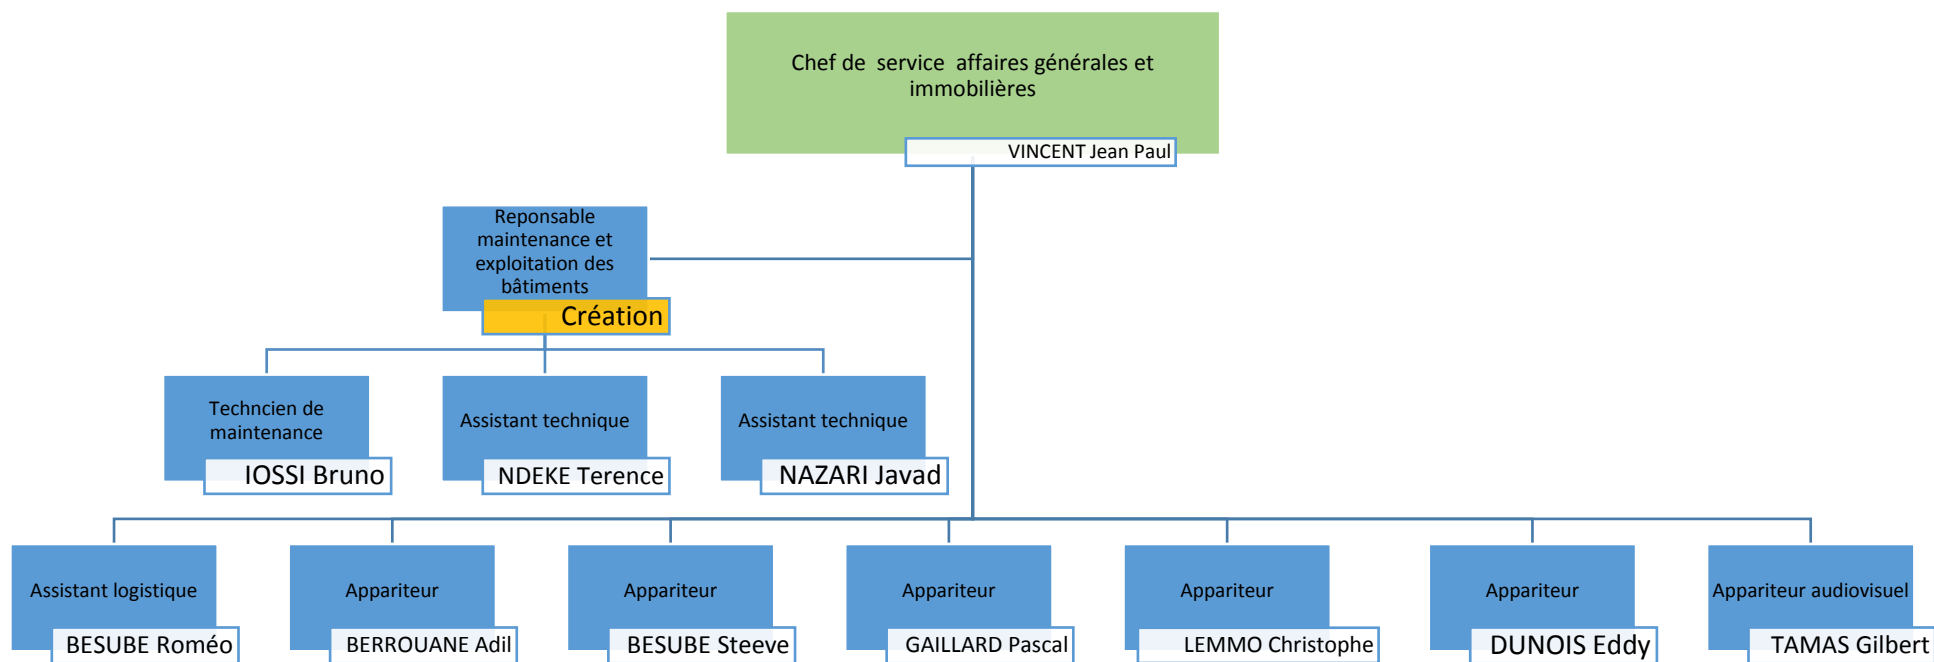 Chef de service affaires générales et
immobilières
VINCENT Jean Paul
Reponsable
maintenance et
exploitation des
bâtiments
Création
Techncien de
maintenance
IOSSI Bruno
Assistant technique
NDEKE Terence
Assistant technique
NAZARI Javad
Assistant logistique
BESUBE Roméo
Appariteur
BERROUANE Adil
Appariteur
BESUBE Steeve
Appariteur
GAILLARD Pascal
Appariteur
LEMMO Christophe
Appariteur
DUNOIS Eddy
Appariteur audiovisuel
TAMAS Gilbert